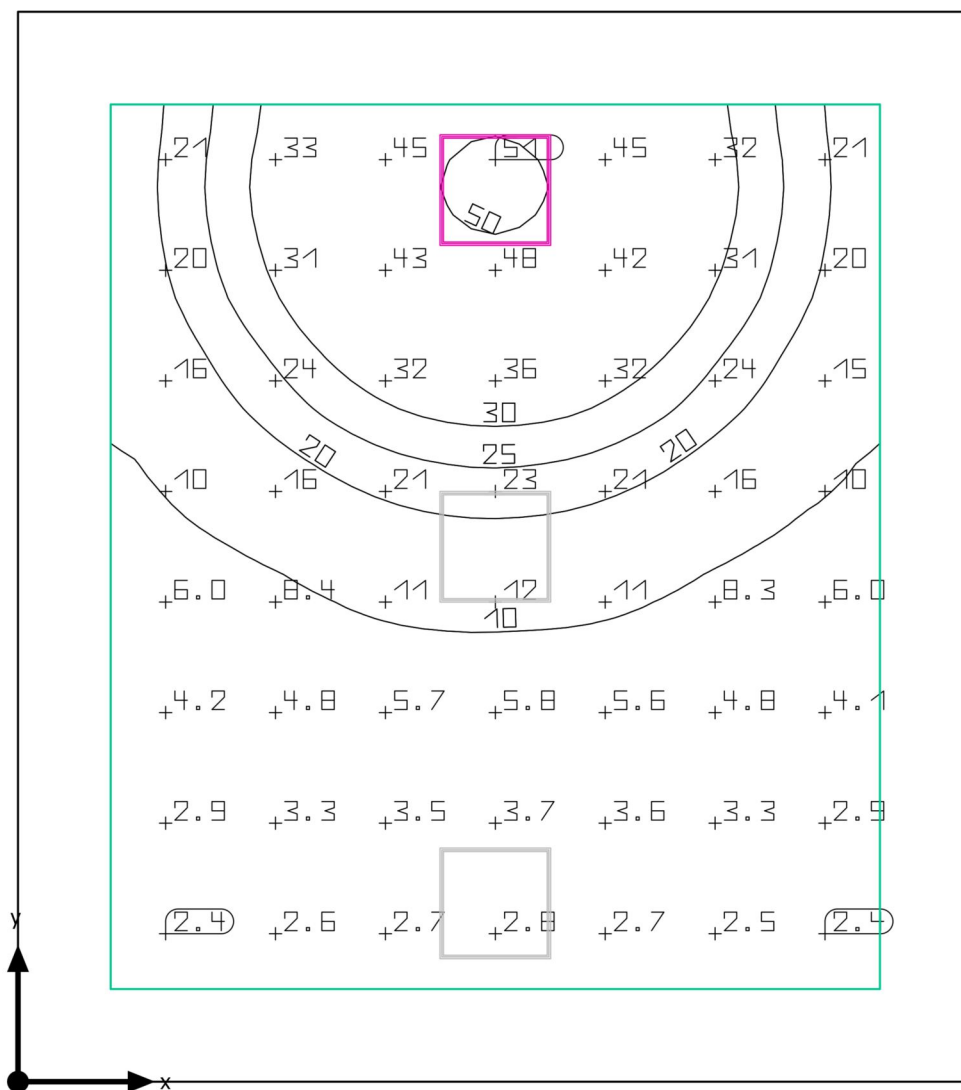 21 33 45 51 45 32 21
50
20 31 43 48 42 31 20
16 24 32 36 32 24 15
30
20 25 20
10 16 21 23 21 16 10
6.0 8.4 11 12 11 8.3 6.0
10
4.2 4.8 5.7 5.8 5.6 4.8 4.1
2.9 3.3 3.5 3.7 3.6 3.3 2.9
y 2.4 2.6 2.7 2.8 2.7 2.5 2.4
x